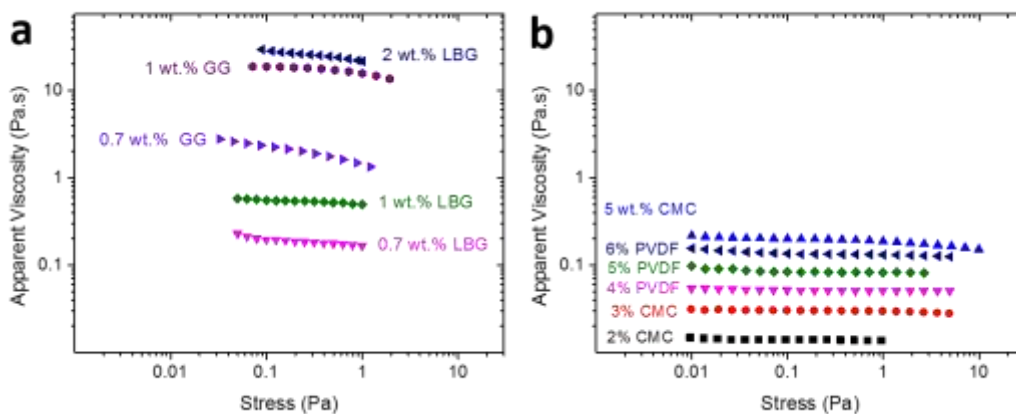 a
2 wt.% LBG
1 wt.% GG
0.7 wt.% GG
1 wt.% LBG
0.7 wt.% LBG
10
1
0.1
0.01
0.1
1
10
Apparent Viscosity (Pa.s)
Stress (Pa)
b
5 wt.% CMC
6% PVDF
5% PVDF
4% PVDF
3% CMC
2% CMC
10
1
0.1
0.01
0.1
1
10
Apparent Viscosity (Pa.s)
Stress (Pa)